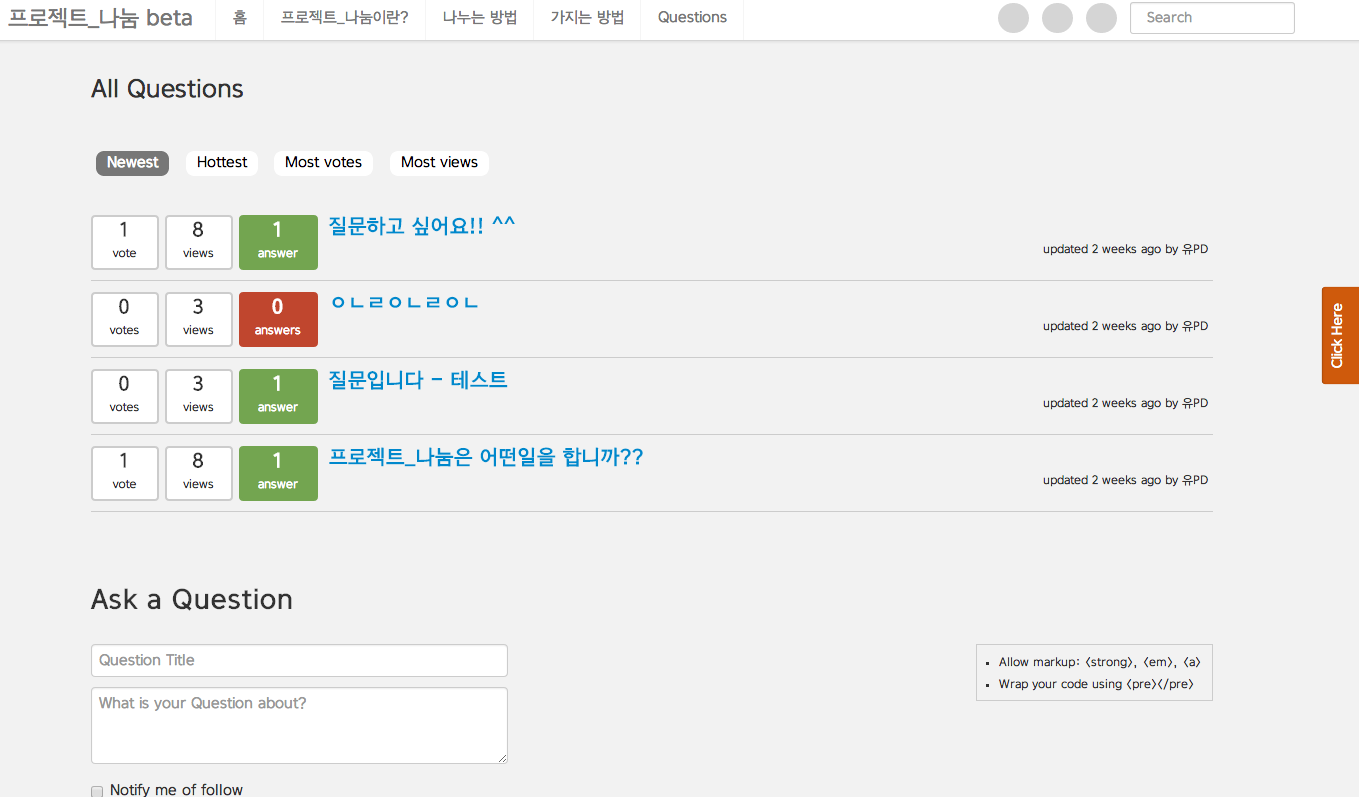 프로젝트_나눔 beta 홈 프로젝트_나눔이란? 나누는 방법 가지는 방법 Questions Search
All Questions
Newest Hottest Most votes Most views
1 vote 8 views 1 answer 질문하고 싶어요!! ^^
updated 2 weeks ago by 유PD
0 votes 3 views 0 answers ㅇㄴㄹㅇㄴㄹㅇㄴ
updated 2 weeks ago by 유PD
Click Here
0 votes 3 views 1 answer 질문입니다 - 테스트
updated 2 weeks ago by 유PD
1 vote 8 views 1 answer 프로젝트_나눔은 어떤일을 합니까??
updated 2 weeks ago by 유PD
Ask a Question
Question Title
What is your Question about?
Allow markup: <strong>, <em>, <a>
Wrap your code using <pre></pre>
Notify me of follow